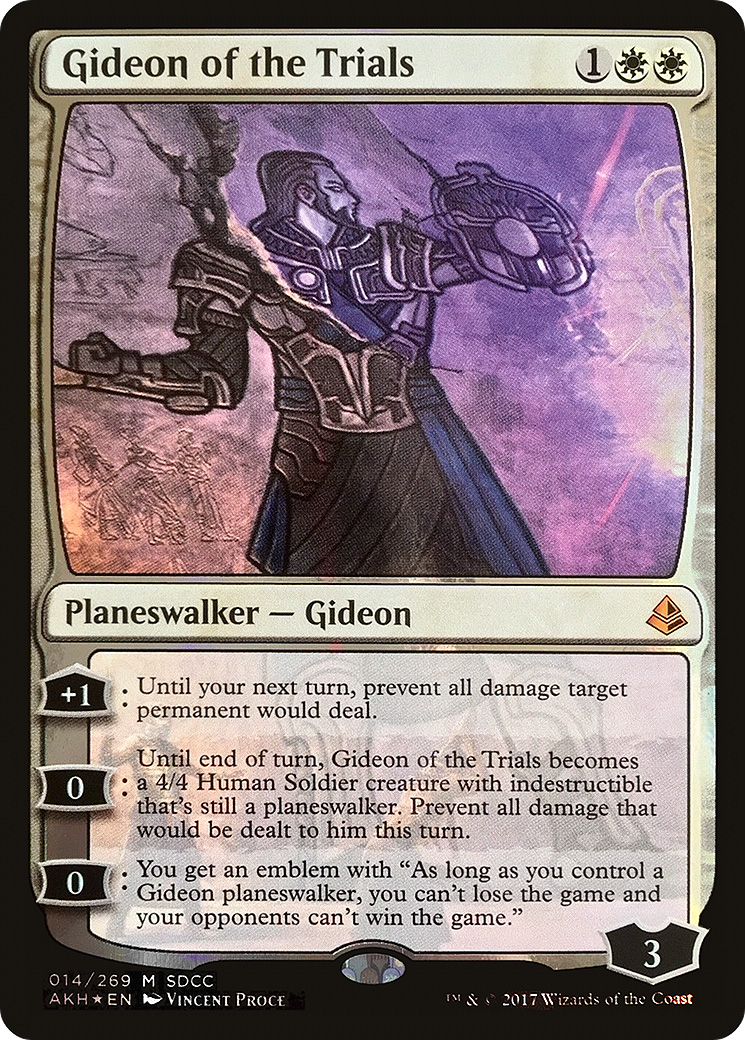 Gideon of the Trials 1
Planeswalker — Gideon
+1 : Until your next turn, prevent all damage target
permanent would deal.
Until end of turn, Gideon of the Trials becomes
0 : a 4/4 Human Soldier creature with indestructible
that's still a planeswalker. Prevent all damage that
would be dealt to him this turn.
0 : You get an emblem with “As long as you control a
Gideon planeswalker, you can't lose the game and
your opponents can't win the game.”
3
014/269 M SDCC
AKH★EN VINCENT PROCE
™ & © 2017 Wizards of the Coast